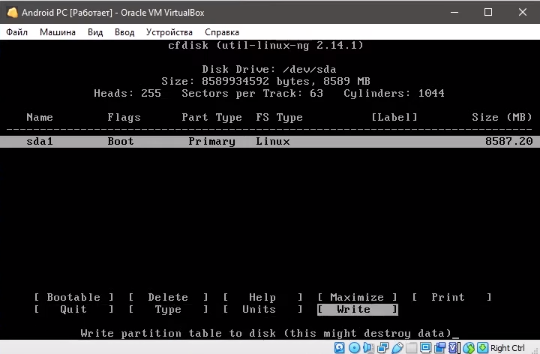 Android PC [Работает] - Oracle VM VirtualBox
Файл Машина Вид Ввод Устройства Справка
cfdisk (util-linux-ng 2.14.1)
Disk Drive: /dev/sda
Size: 8589934592 bytes, 8589 MB
Heads: 255 Sectors per Track: 63 Cylinders: 1044
Name Flags Part Type FS Type [Label] Size (MB)
sda1 Boot Primary Linux 8587.20
[ Bootable ] [ Delete ] [ Help ] [ Maximize ] [ Print ]
[ Quit ] [ Type ] [ Units ] [ Write ]
Write partition table to disk (this might destroy data)_
Right Ctrl